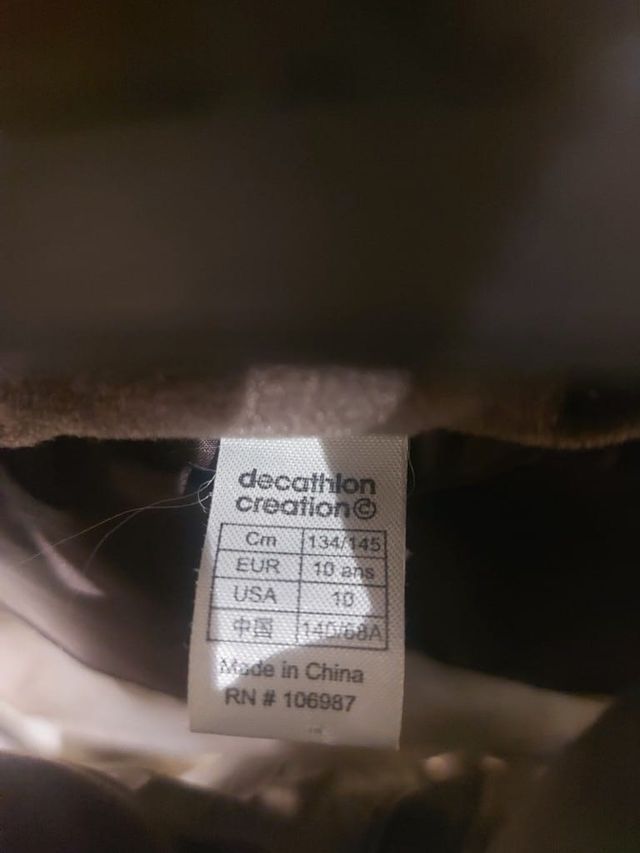 decathlon
creation©
Cm 134/145
EUR 10 ans
USA 10
中国 140/68A
Made in China
RN # 106987